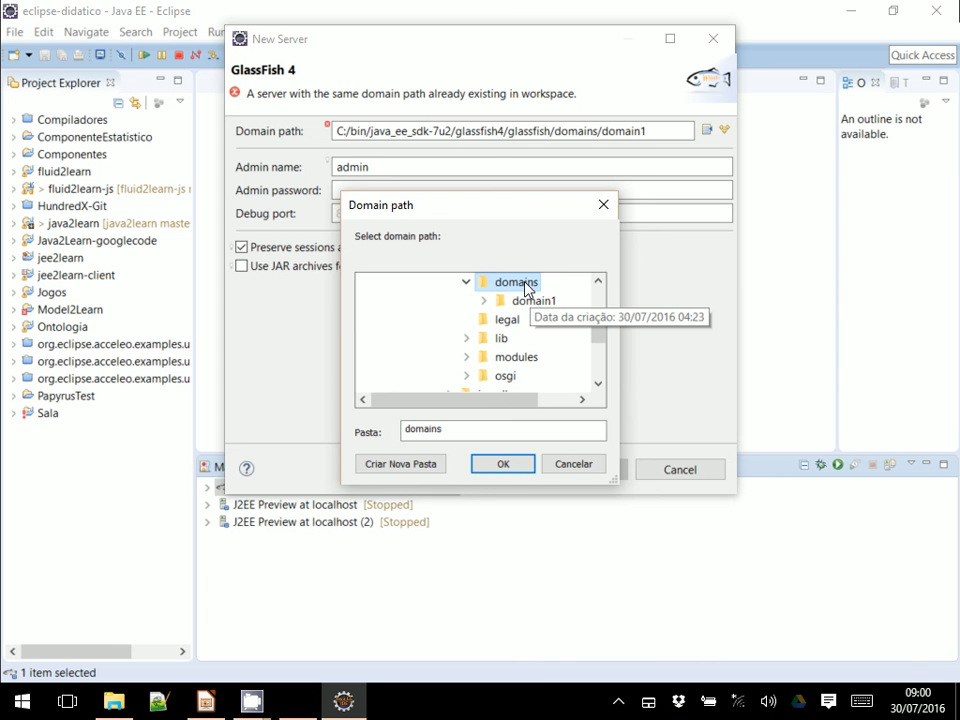 eclipse-didatico - Java EE - Eclipse
File Edit Navigate Search Project Run
Quick Access
Project Explorer
Compiladores
ComponenteEstatistico
Componentes
fluid2learn
> fluid2learn-js [fluid2learn-js
HundredX-Git
> java2learn [java2learn maste
Java2Learn-googlecode
jee2learn
jee2learn-client
Jogos
Model2Learn
Ontologia
org.eclipse.acceleo.examples.u
org.eclipse.acceleo.examples.u
org.eclipse.acceleo.examples.u
PapyrusTest
Sala
New Server
GlassFish 4
A server with the same domain path already existing in workspace.
Domain path: C:/bin/java_ee_sdk-7u2/glassfish4/glassfish/domains/domain1
Admin name: admin
Admin password:
Debug port:
Preserve sessions a
Use JAR archives f
Cancel
Domain path
Select domain path:
domains
domain1
legal
lib
modules
osgi
Data da criação: 30/07/2016 04:23
Pasta: domains
Criar Nova Pasta OK Cancelar
O
T
An outline is not
available.
Ma
J2EE Preview at localhost [Stopped]
J2EE Preview at localhost (2) [Stopped]
1 item selected
09:00
30/07/2016